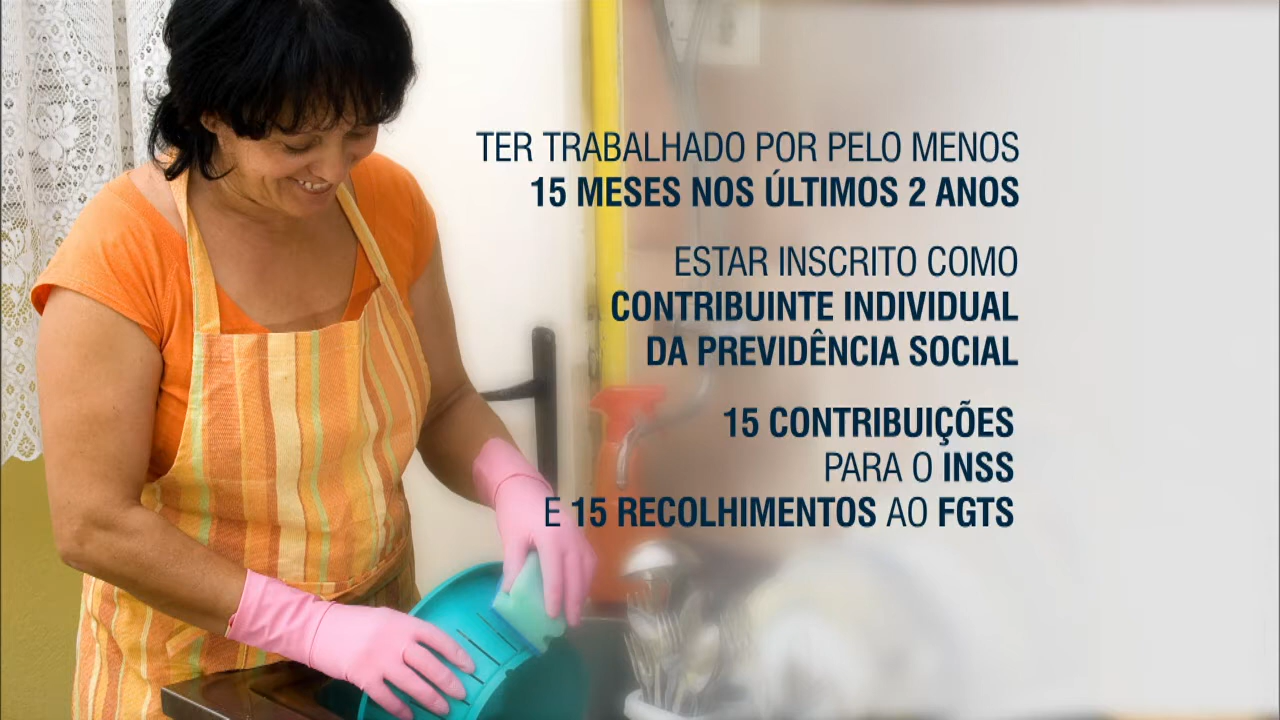 TER TRABALHADO POR PELO MENOS
15 MESES NOS ÚLTIMOS 2 ANOS
ESTAR INSCRITO COMO
CONTRIBUINTE INDIVIDUAL
DA PREVIDÊNCIA SOCIAL
15 CONTRIBUIÇÕES
PARA O INSS
E 15 RECOLHIMENTOS AO FGTS